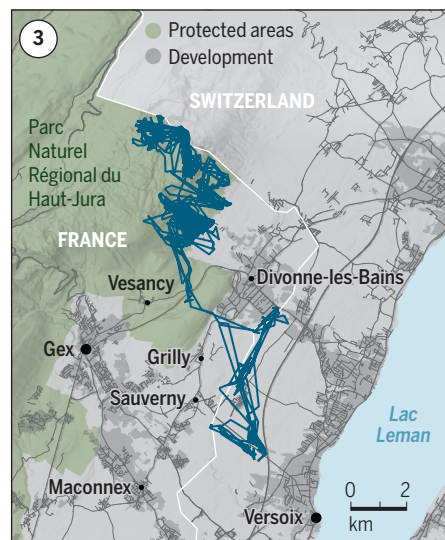 3
Protected areas
Development
SWITZERLAND
Parc
Naturel
Régional du
Haut-Jura
FRANCE
Vesancy
Divonne-les-Bains
Gex
Grilly
Sauverny
Lac
Leman
Maconnex
0 2
km
Versoix